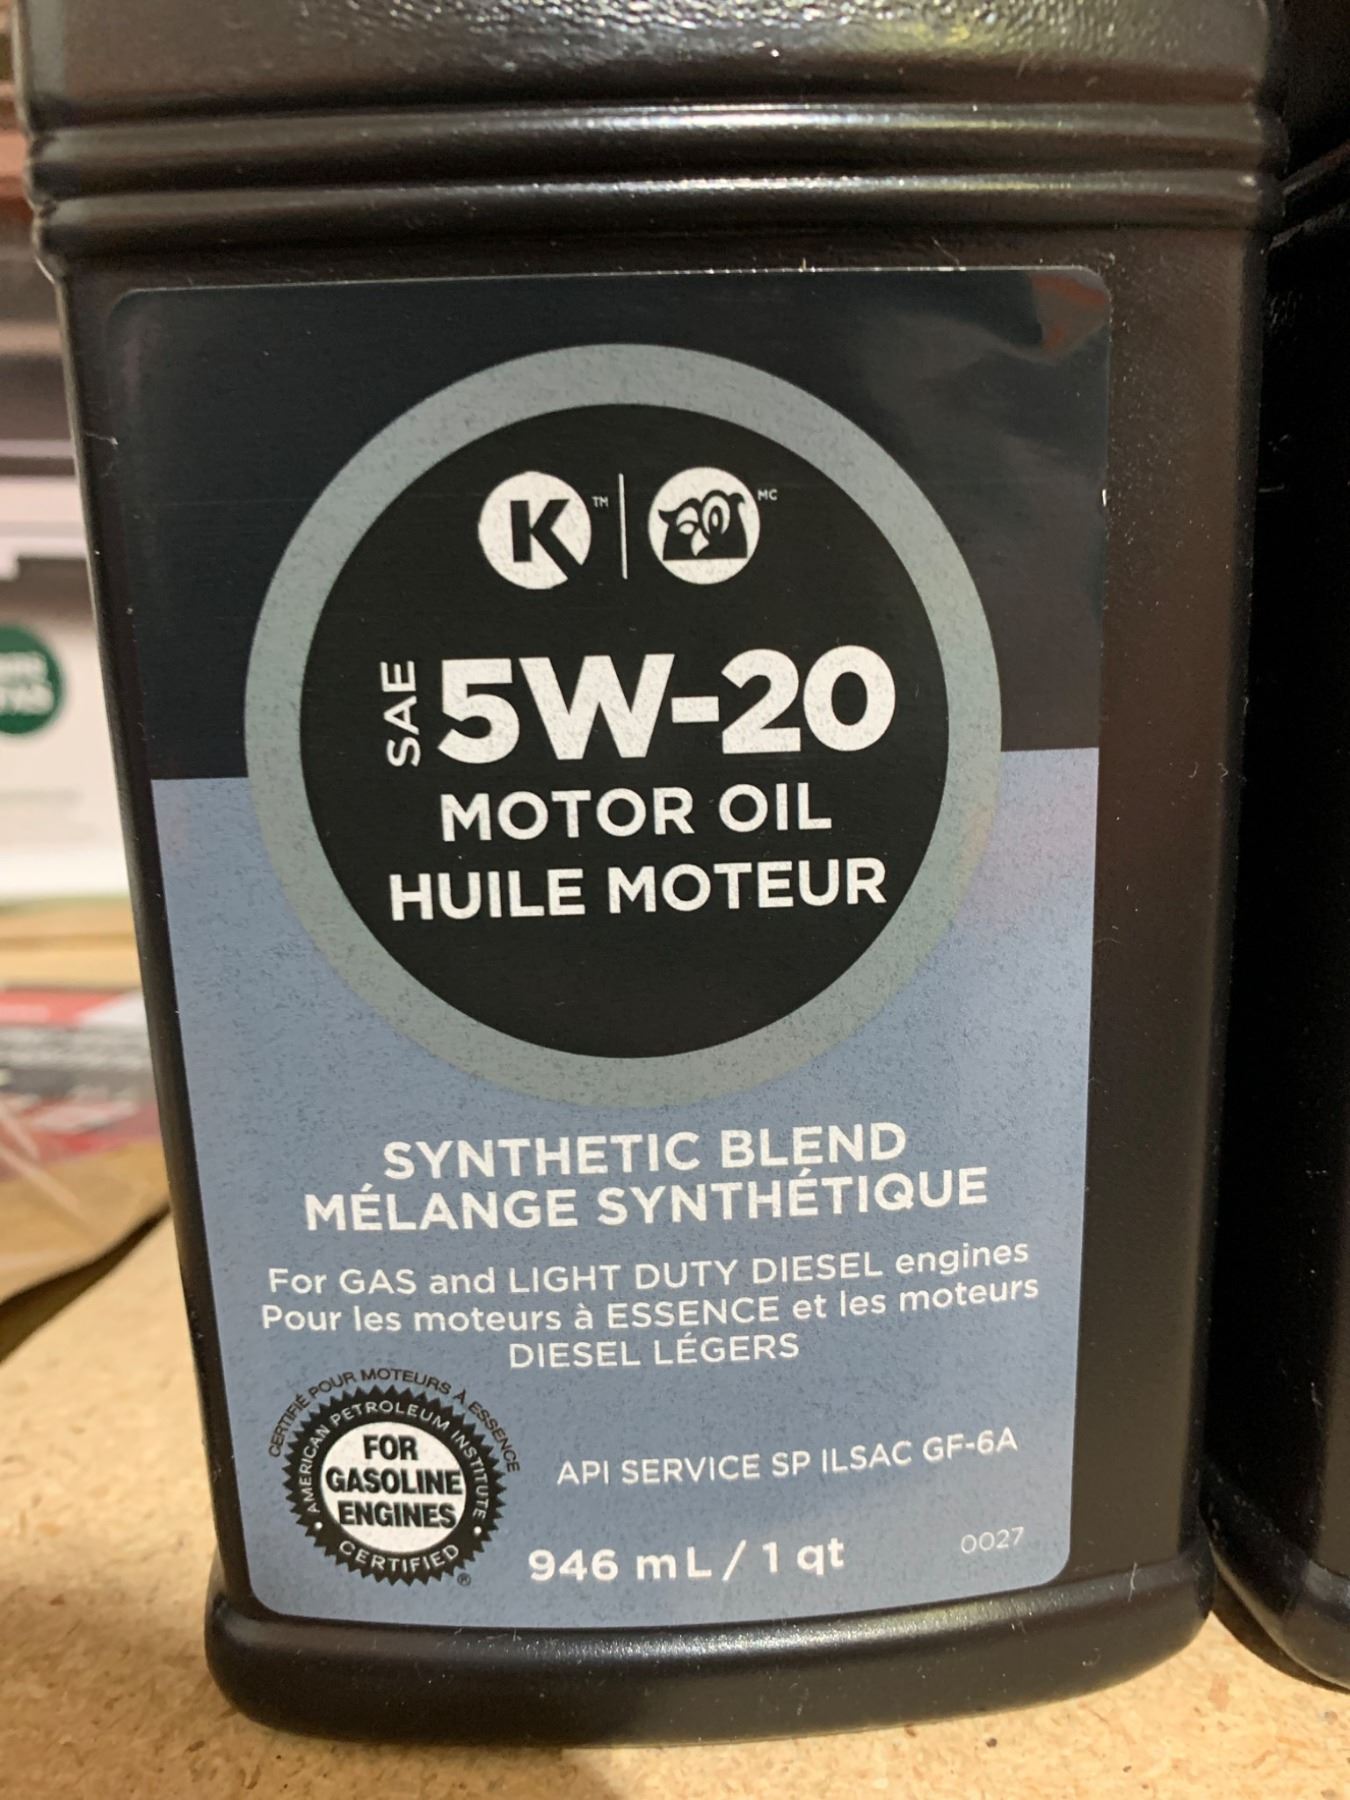 K™ MC
SAE 5W-20
MOTOR OIL
HUILE MOTEUR
SYNTHETIC BLEND
MÉLANGE SYNTHÉTIQUE
For GAS and LIGHT DUTY DIESEL engines
Pour les moteurs à ESSENCE et les moteurs
DIESEL LÉGERS
CERTIFIÉ POUR MOTEURS À ESSENCE
AMERICAN PETROLEUM INSTITUTE
FOR
GASOLINE
ENGINES
CERTIFIED ®
API SERVICE SP ILSAC GF-6A
946 mL / 1 qt
0027